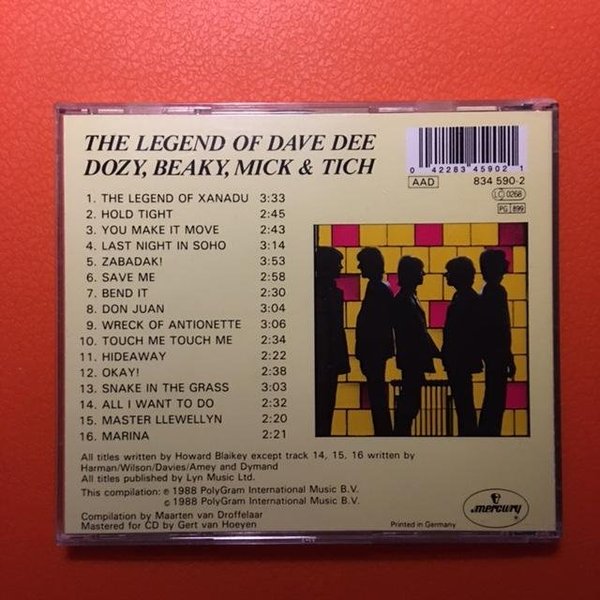 THE LEGEND OF DAVE DEE
DOZY, BEAKY, MICK & TICH
0 42283 45902 1
AAD 834 590-2
LC 0268
PG 899
1. THE LEGEND OF XANADU 3:33
2. HOLD TIGHT 2:45
3. YOU MAKE IT MOVE 2:43
4. LAST NIGHT IN SOHO 3:14
5. ZABADAK! 3:53
6. SAVE ME 2:58
7. BEND IT 2:30
8. DON JUAN 3:04
9. WRECK OF ANTIONETTE 3:06
10. TOUCH ME TOUCH ME 2:34
11. HIDEAWAY 2:22
12. OKAY! 2:38
13. SNAKE IN THE GRASS 3:03
14. ALL I WANT TO DO 2:32
15. MASTER LLEWELLYN 2:20
16. MARINA 2:21
All titles written by Howard Blaikey except track 14, 15, 16 written by
Harman/Wilson/Davies/Amey and Dymand
All titles published by Lyn Music Ltd.
This compilation: ℗ 1988 PolyGram International Music B.V.
© 1988 PolyGram International Music B.V.
Compilation by Maarten van Droffelaar
Mastered for CD by Gert van Hoeyen
Printed in Germany
mercury